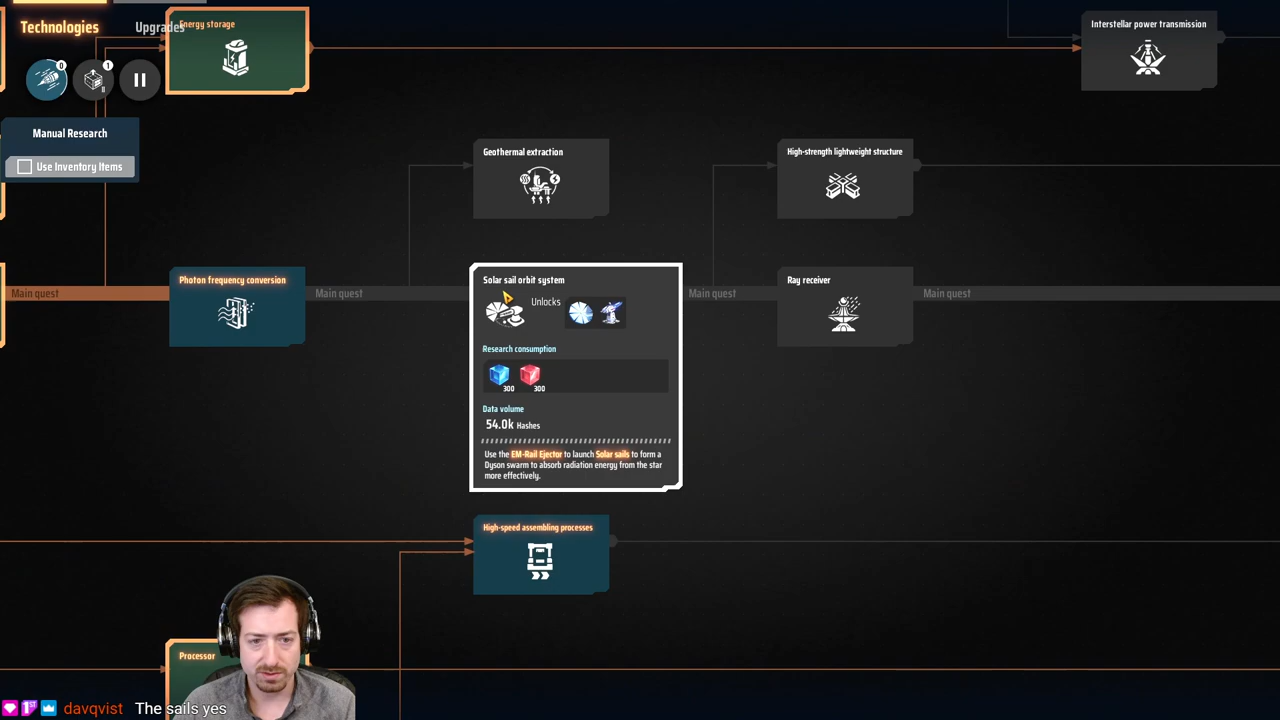 Technologies
Upgrades
Energy storage
Interstellar power transmission
0
1
II
Manual Research
Use Inventory Items
Geothermal extraction
High-strength lightweight structure
Main quest
Photon frequency conversion
Main quest
Solar sail orbit system
Unlocks
Main quest
Ray receiver
Main quest
Research consumption
300
300
Data volume
54.0k Hashes
Use the EM-Rail Ejector to launch Solar sails to form a
Dyson swarm to absorb radiation energy from the star
more effectively.
High-speed assembling processes
Processor
davqvist The sails yes
1ST